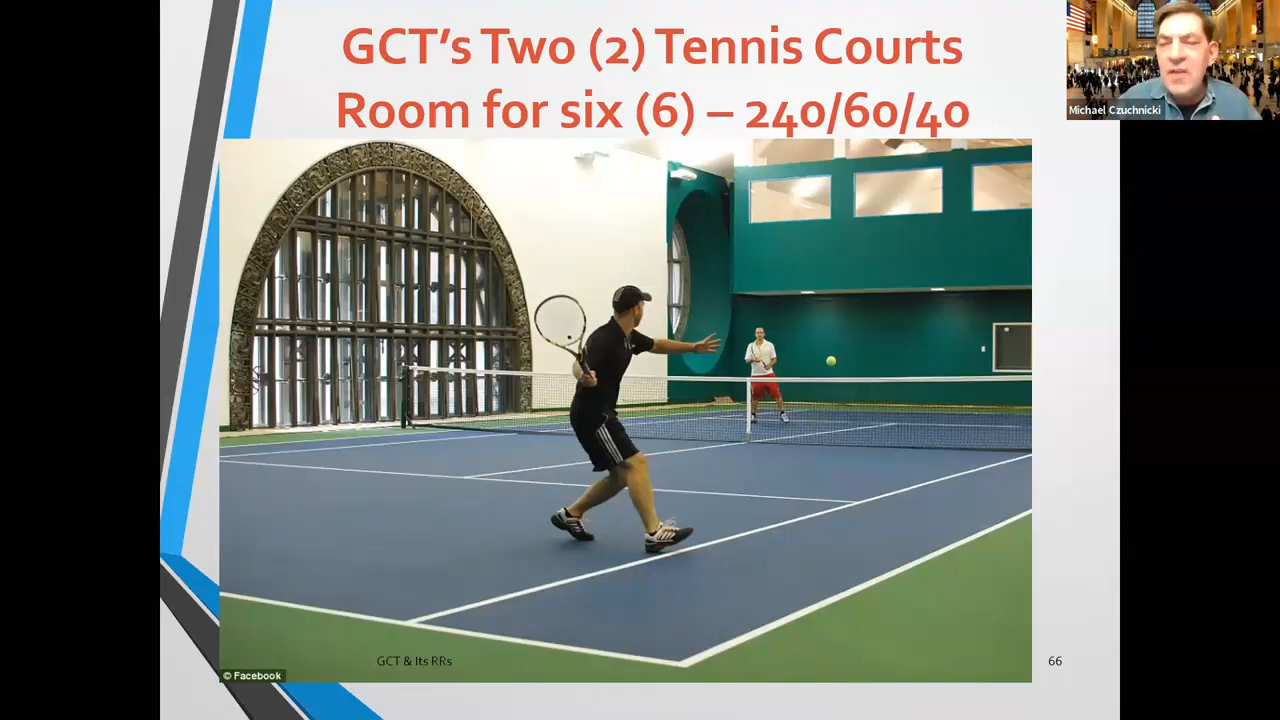 GCT’s Two (2) Tennis Courts
Room for six (6) – 240/60/40
Michael Czuchnicki
GCT & Its RRs
66
© Facebook